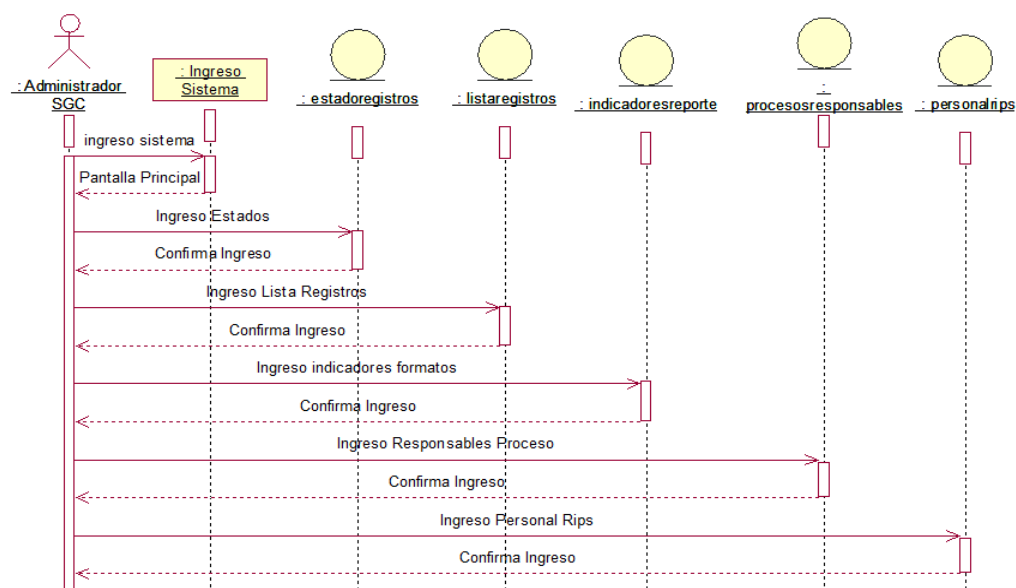 : Administrador
SGC
: Ingreso
Sistema
: estadoregistros
: listaregistros
: indicadoresreporte
:
procesosresponsables
: personalrips
ingreso sistema
Pantalla Principal
Ingreso Estados
Confirma Ingreso
Ingreso Lista Registros
Confirma Ingreso
Ingreso indicadores formatos
Confirma Ingreso
Ingreso Responsables Proceso
Confirma Ingreso
Ingreso Personal Rips
Confirma Ingreso